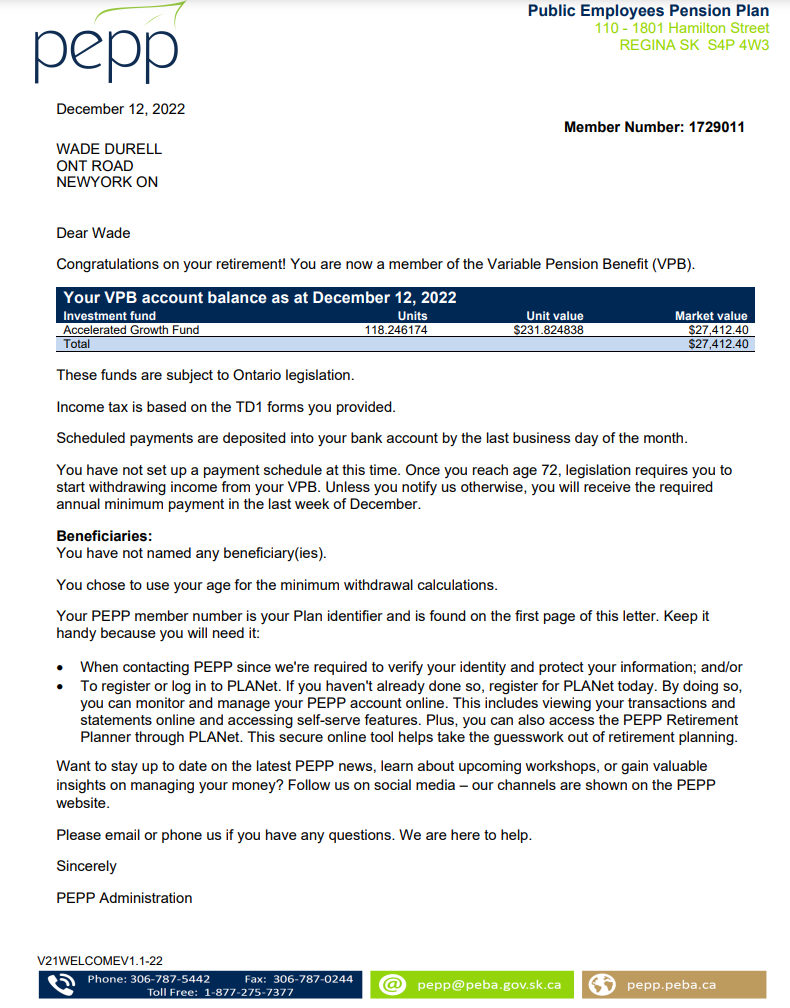 pepp
Public Employees Pension Plan
110 - 1801 Hamilton Street
REGINA SK  S4P 4W3
December 12, 2022
Member Number: 1729011
WADE DURELL
ONT ROAD
NEWYORK ON
Dear Wade
Congratulations on your retirement! You are now a member of the Variable Pension Benefit (VPB).
Your VPB account balance as at December 12, 2022
Investment fund Units Unit value Market value
Accelerated Growth Fund 118.246174 $231.824838 $27,412.40
Total $27,412.40
These funds are subject to Ontario legislation.
Income tax is based on the TD1 forms you provided.
Scheduled payments are deposited into your bank account by the last business day of the month.
You have not set up a payment schedule at this time. Once you reach age 72, legislation requires you to
start withdrawing income from your VPB. Unless you notify us otherwise, you will receive the required
annual minimum payment in the last week of December.
Beneficiaries:
You have not named any beneficiary(ies).
You chose to use your age for the minimum withdrawal calculations.
Your PEPP member number is your Plan identifier and is found on the first page of this letter. Keep it
handy because you will need it:
• When contacting PEPP since we're required to verify your identity and protect your information; and/or
• To register or log in to PLANet. If you haven't already done so, register for PLANet today. By doing so,
you can monitor and manage your PEPP account online. This includes viewing your transactions and
statements online and accessing self-serve features. Plus, you can also access the PEPP Retirement
Planner through PLANet. This secure online tool helps take the guesswork out of retirement planning.
Want to stay up to date on the latest PEPP news, learn about upcoming workshops, or gain valuable
insights on managing your money? Follow us on social media – our channels are shown on the PEPP
website.
Please email or phone us if you have any questions. We are here to help.
Sincerely
PEPP Administration
V21WELCOMEV1.1-22
Phone: 306-787-5442 Fax: 306-787-0244
Toll Free: 1-877-275-7377
@ pepp@peba.gov.sk.ca
pepp.peba.ca